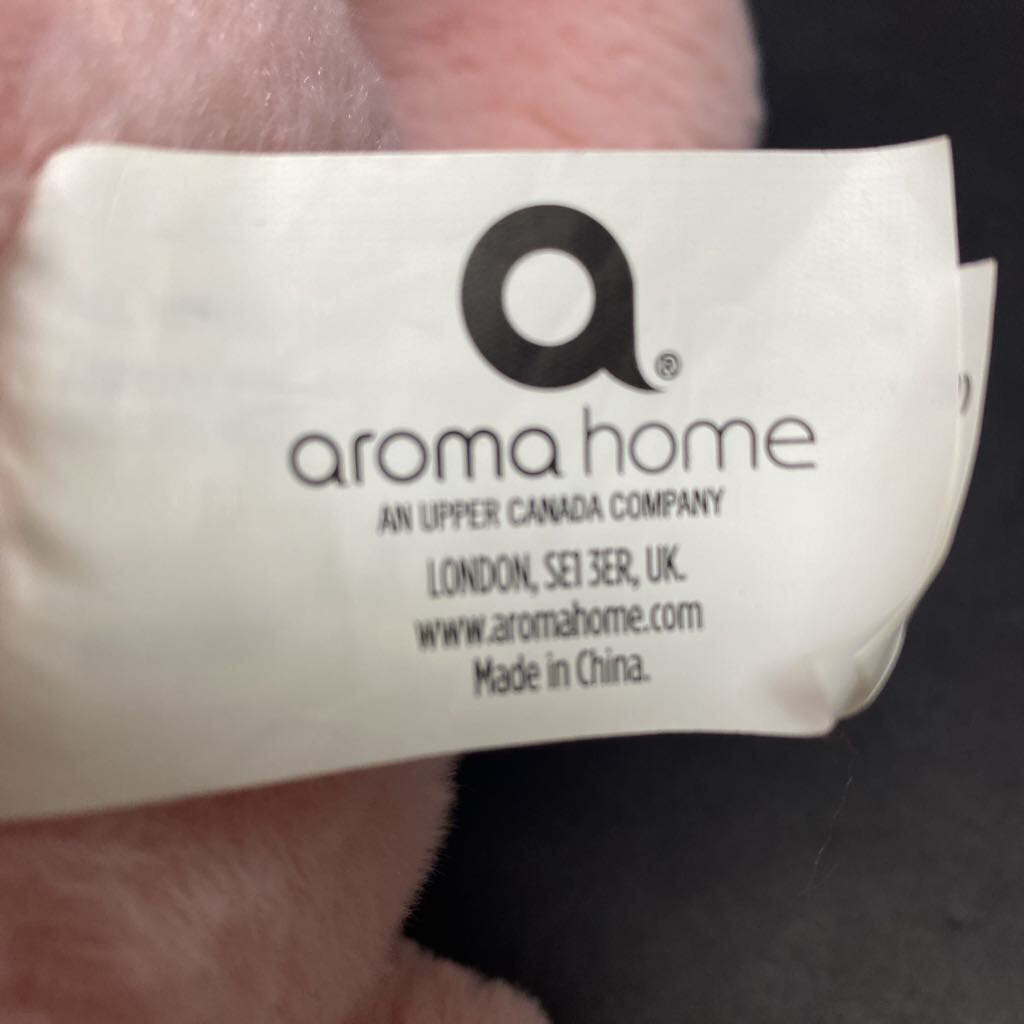 a®
aroma home
AN UPPER CANADA COMPANY
LONDON, SE1 3ER, UK.
www.aromahome.com
Made in China.